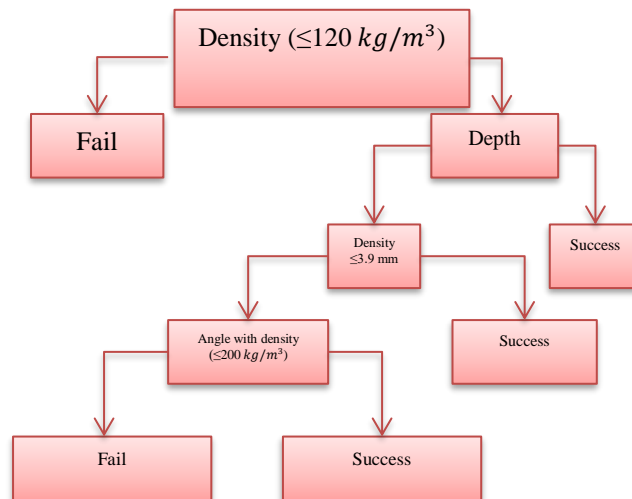 Density (≤120 kg/m³)
Fail
Depth
Density
≤3.9 mm
Success
Angle with density
(≤200 kg/m³)
Success
Fail
Success